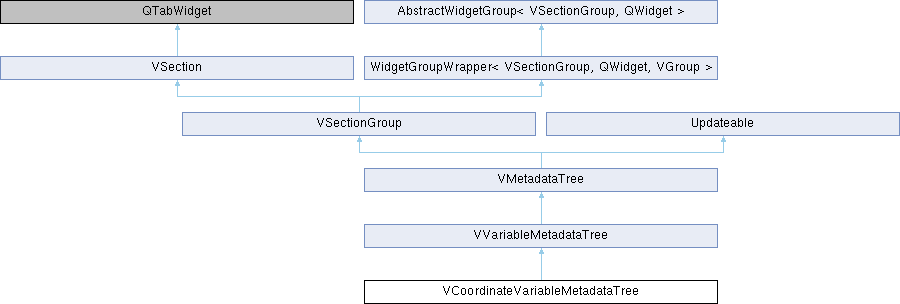 QTabWidget
AbstractWidgetGroup< VSectionGroup, QWidget >
VSection
WidgetGroupWrapper< VSectionGroup, QWidget, VGroup >
VSectionGroup
Updateable
VMetadataTree
VVariableMetadataTree
VCoordinateVariableMetadataTree